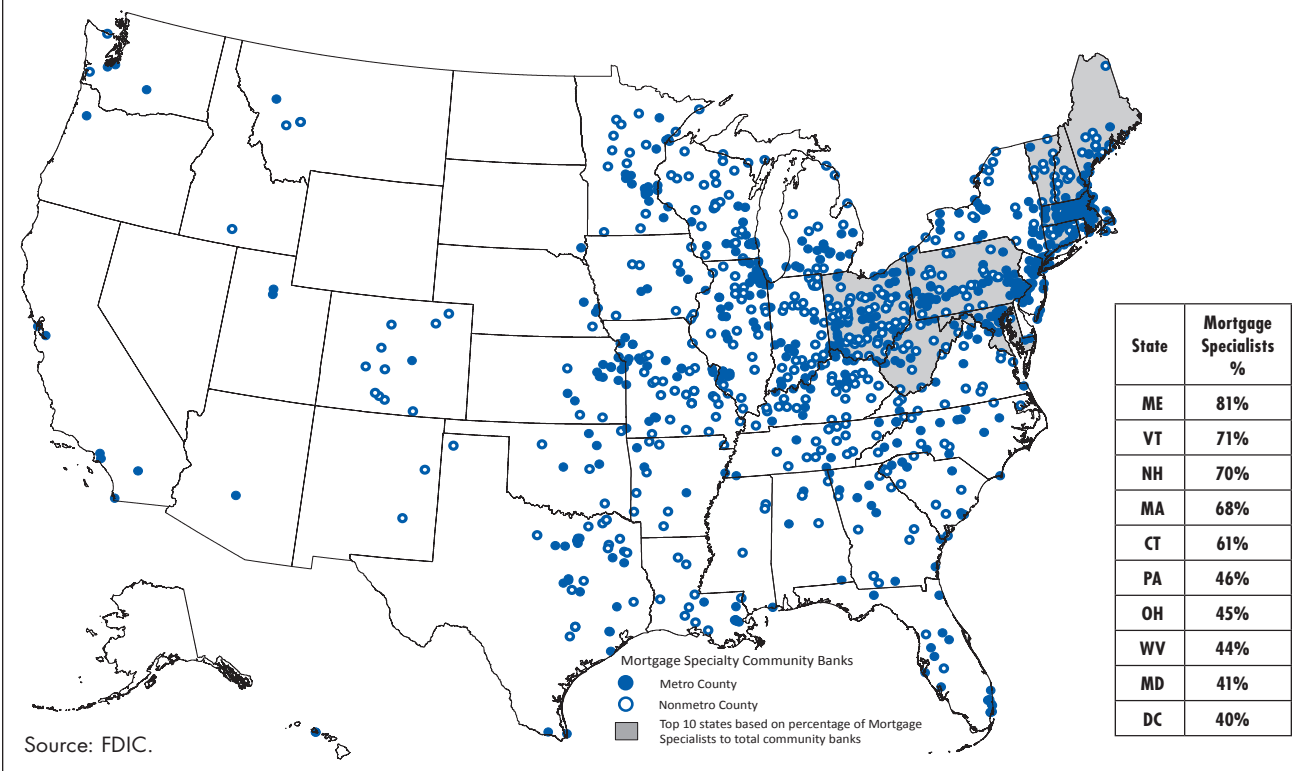 State
Mortgage
Specialists
%
ME 81%
VT 71%
NH 70%
MA 68%
CT 61%
PA 46%
OH 45%
WV 44%
MD 41%
DC 40%
Mortgage Specialty Community Banks
Metro County
Nonmetro County
Top 10 states based on percentage of Mortgage
Specialists to total community banks
Source: FDIC.